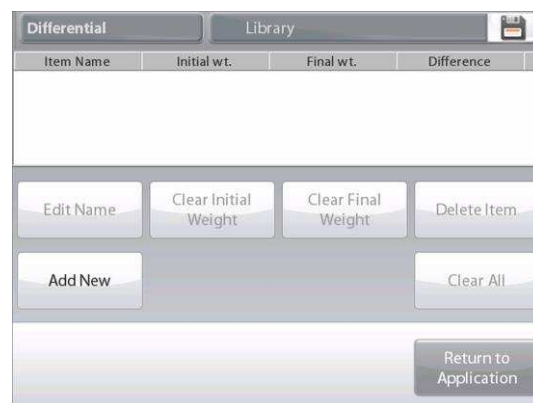 Differential Library
Item Name Initial wt. Final wt. Difference
Edit Name Clear Initial Weight Clear Final Weight Delete Item
Add New Clear All
Return to Application